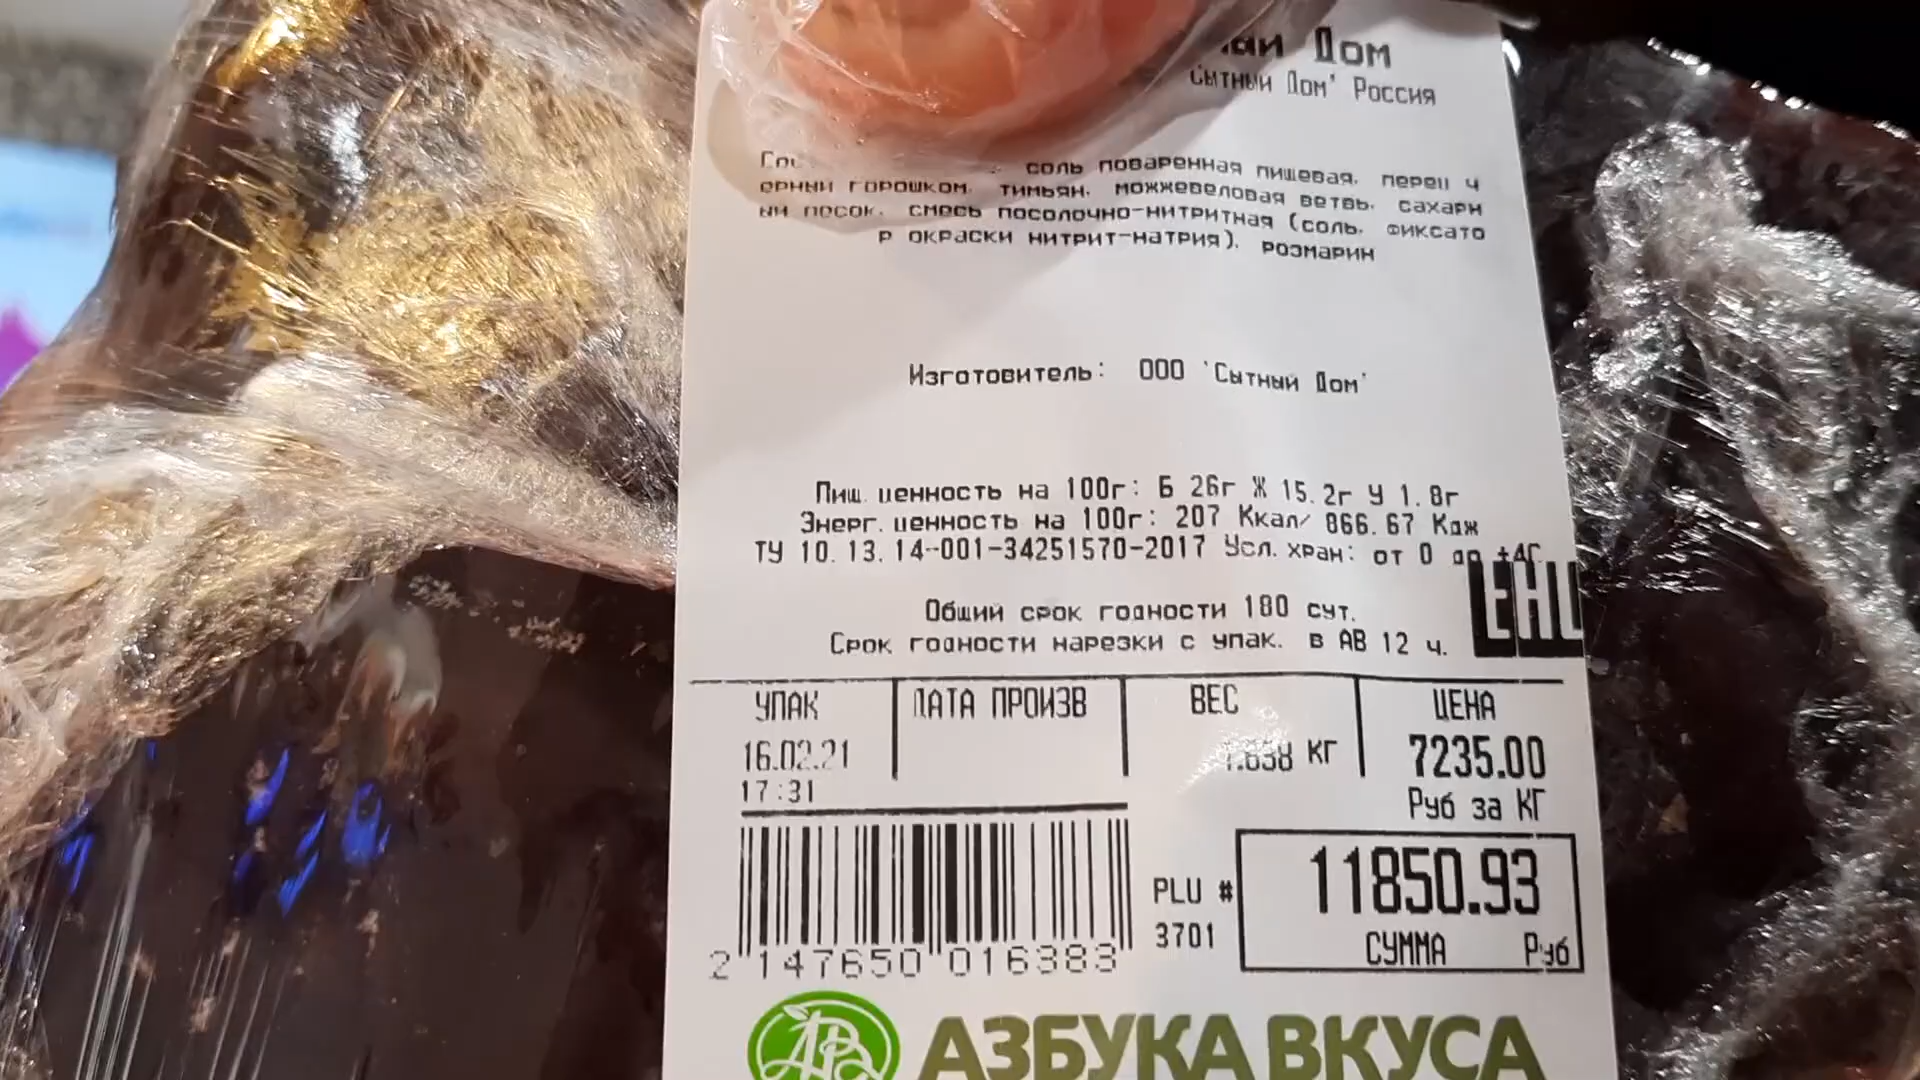 Дом
Сытный Дом' Россия
соль поваренная пищевая, перец ч
ерный горошком, тимьян, можжевеловая ветвь, сахарн
ый песок, смесь посолочно-нитритная (соль, фиксато
р окраски нитрит-натрия), розмарин
Изготовитель: ООО 'Сытный Дом'
Пищ. ценность на 100г: Б 26г Ж 15.2г У 1.8г
Энерг. ценность на 100г: 207 Ккал/ 866.67 Кдж
ТУ 10.13.14-001-34251570-2017 Усл. хран: от 0 до +4С
EAC
Общий срок годности 180 сут.
Срок годности нарезки с упак. в АВ 12 ч.
УПАК ДАТА ПРОИЗВ ВЕС ЦЕНА
16.02.21 1.638 КГ 7235.00
17:31 Руб за КГ
PLU # 11850.93
3701 СУММА Руб
2 147650 016383
АЗБУКА ВКУСА